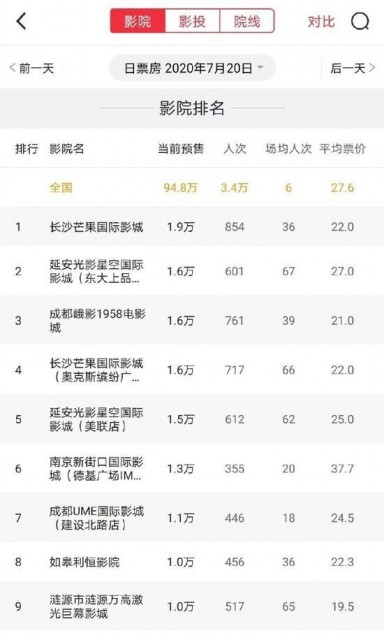 影院 影投 院线 对比
前一天 日票房 2020年7月20日 后一天
影院排名
排行 影院名 当前预售 人次 场均人次 平均票价
全国 94.8万 3.4万 6 27.6
1 长沙芒果国际影城 1.9万 854 36 22.0
2 延安光影星空国际 1.6万 601 67 27.0
影城（东大上品...
3 成都峨影1958电影 1.6万 761 39 21.0
城
4 长沙芒果国际影城 1.6万 717 66 22.0
（奥克斯缤纷广...
5 延安光影星空国际 1.5万 612 62 25.0
影城（美联店）
6 南京新街口国际影 1.3万 355 20 37.7
城（德基广场IM...
7 成都UME国际影城 1.1万 446 18 24.5
（建设北路店）
8 如皋利恒影院 1.0万 456 36 22.3
9 涟源市涟源万高激 1.0万 517 65 19.5
光巨幕影城